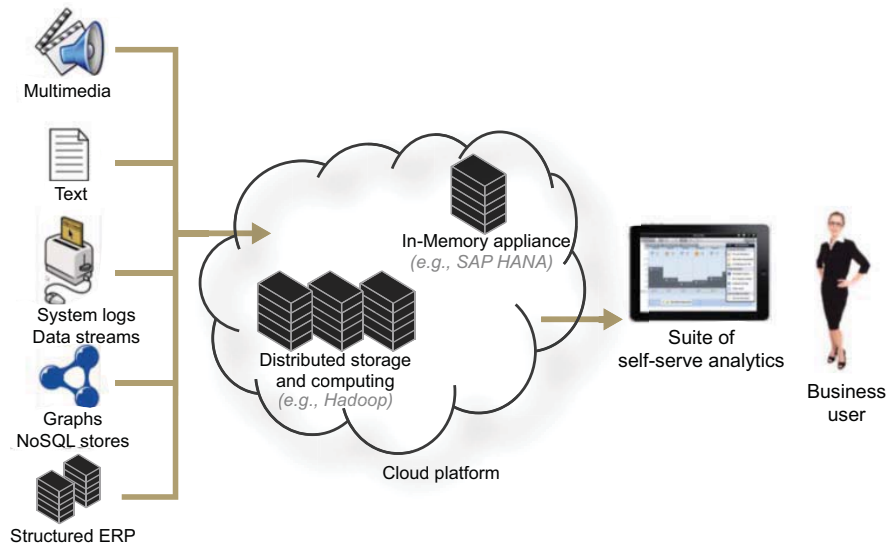 Multimedia
Text
System logs
Data streams
Graphs
NoSQL stores
Structured ERP
In-Memory appliance
(e.g., SAP HANA)
Distributed storage
and computing
(e.g., Hadoop)
Cloud platform
Suite of
self-serve analytics
Business
user